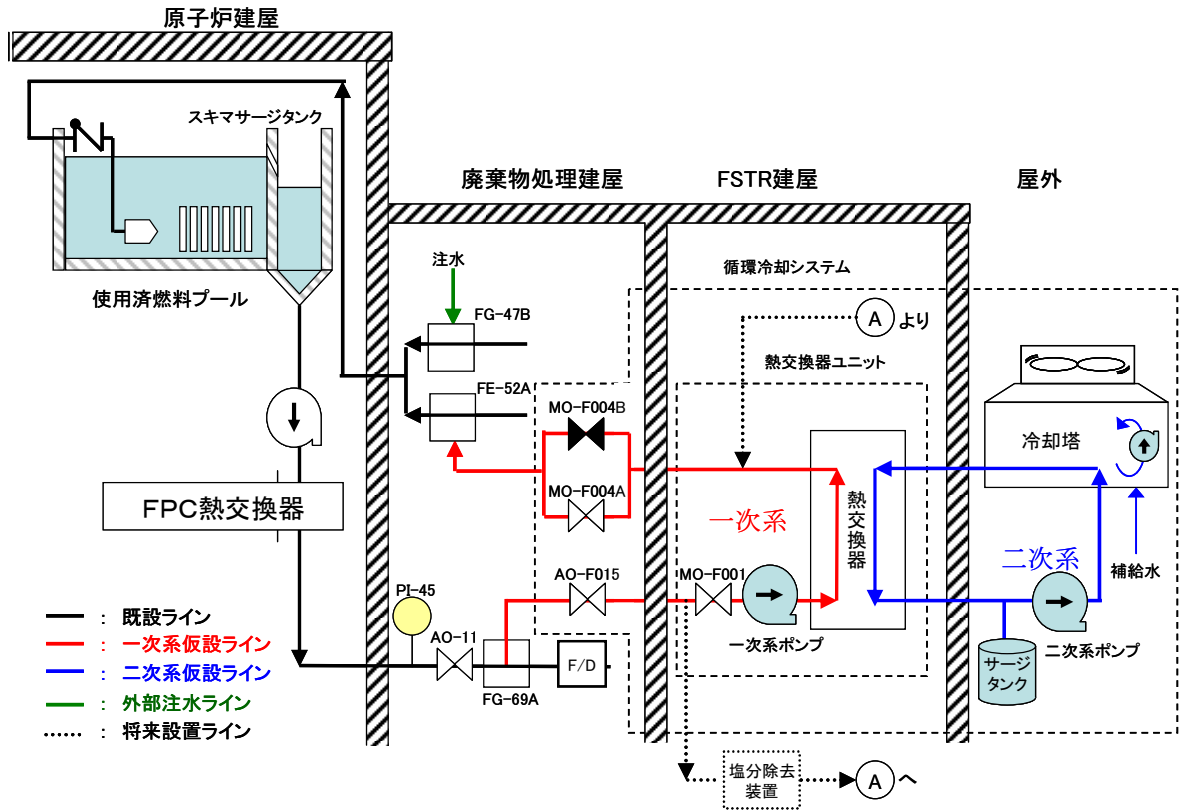 原子炉建屋
スキマサージタンク
廃棄物処理建屋
FSTR建屋
屋外
使用済燃料プール
注水
FG-47B
循環冷却システム
A
より
FE-52A
熱交換器ユニット
MO-F004B
冷却塔
MO-F004A
FPC熱交換器
一次系
熱交換器
二次系
補給水
PI-45
AO-11
AO-F015
MO-F001
一次系ポンプ
二次系ポンプ
F/D
FG-69A
サージ
タンク
： 既設ライン
： 一次系仮設ライン
： 二次系仮設ライン
： 外部注水ライン
： 将来設置ライン
塩分除去
装置
A
へ